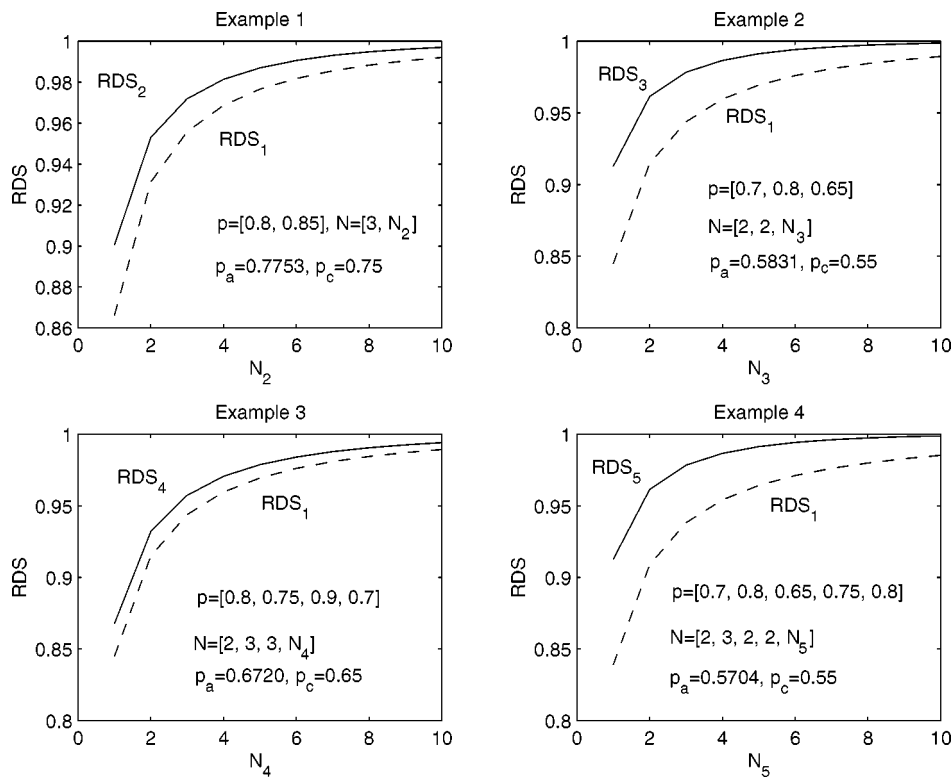 Example 1
1
0.98
0.96
0.94
0.92
0.9
0.88
0.86
RDS
RDS2
RDS1
p=[0.8, 0.85], N=[3, N2]
pa=0.7753, pc=0.75
0 2 4 6 8 10
N2
Example 2
1
0.95
0.9
0.85
0.8
RDS
RDS3
RDS1
p=[0.7, 0.8, 0.65]
N=[2, 2, N3]
pa=0.5831, pc=0.55
0 2 4 6 8 10
N3
Example 3
1
0.95
0.9
0.85
0.8
RDS
RDS4
RDS1
p=[0.8, 0.75, 0.9, 0.7]
N=[2, 3, 3, N4]
pa=0.6720, pc=0.65
0 2 4 6 8 10
N4
Example 4
1
0.95
0.9
0.85
0.8
RDS
RDS5
RDS1
p=[0.7, 0.8, 0.65, 0.75, 0.8]
N=[2, 3, 2, 2, N5]
pa=0.5704, pc=0.55
0 2 4 6 8 10
N5